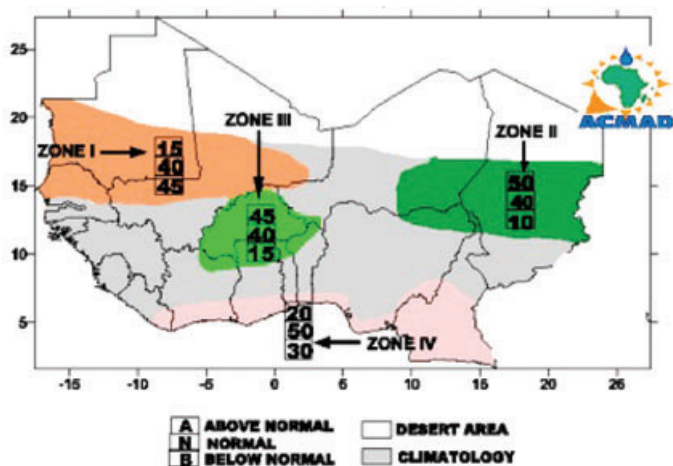 25
20
15
10
5
ZONE I
15
40
45
ZONE III
45
40
15
ZONE II
50
40
10
20
50
30
ZONE IV
ACMAD
-15 -10 -5 0 6 10 15 20 26
A ABOVE NORMAL
N NORMAL
B BELOW NORMAL
DESERT AREA
CLIMATOLOGY